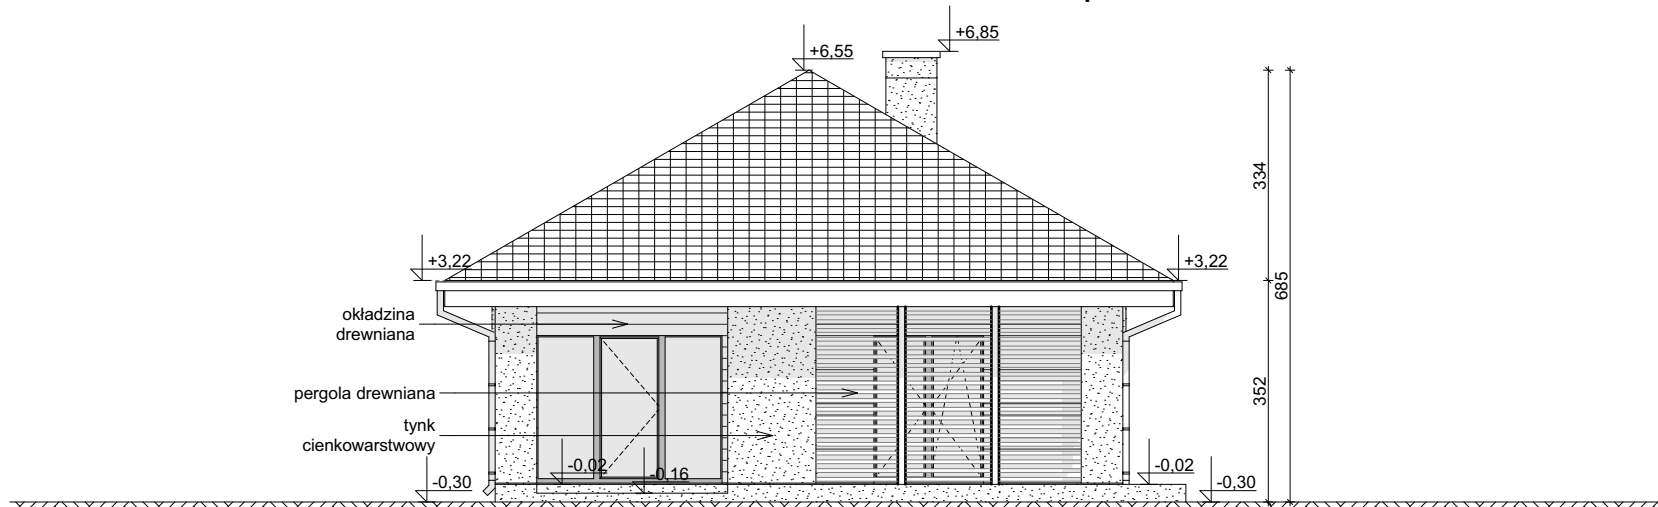 +6,85
+6,55
+3,22
+3,22
334
685
352
okładzina
drewniana
pergola drewniana
tynk
cienkowarstwowy
-0,02
-0,16
-0,02
-0,30
-0,30